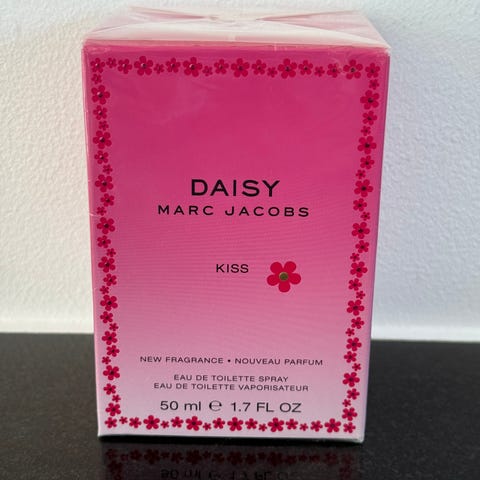 DAISY
MARC JACOBS
KISS
NEW FRAGRANCE • NOUVEAU PARFUM
EAU DE TOILETTE SPRAY
EAU DE TOILETTE VAPORISATEUR
50 ml ℮ 1.7 FL OZ